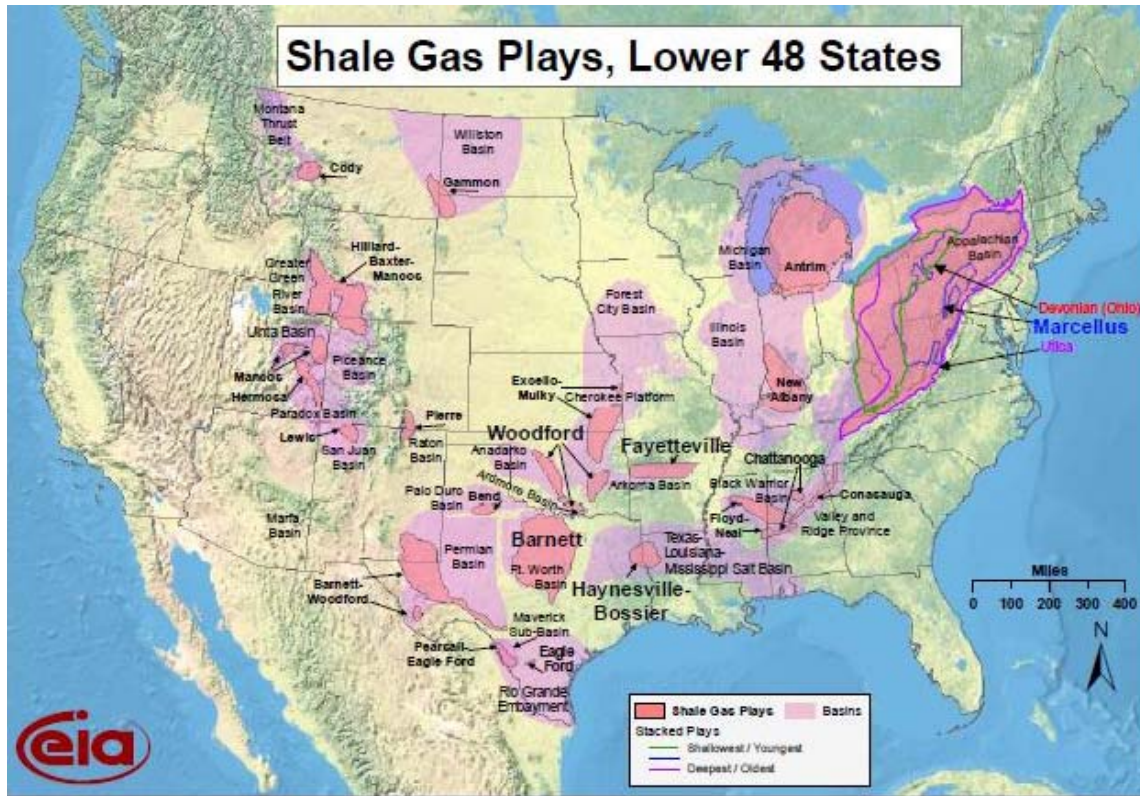 Shale Gas Plays, Lower 48 States
Montana
Thrust
Belt
Cody
Williston
Basin
Gammon
Hilliard-
Baxter-
Mancos
Greater
Green
River
Basin
Uinta Basin
Mancos
Piceance
Basin
Hermosa
Paradox Basin
Lewis
San Juan
Basin
Pierre
Raton
Basin
Excello-
Mulky
Cherokee Platform
Forest
City Basin
Illinois
Basin
Michigan
Basin
Antrim
New
Albany
Appalachian
Basin
Devonian (Ohio)
Marcellus
Utica
Woodford
Anadarko
Basin
Ardmore Basin
Fayetteville
Arkoma Basin
Chattanooga
Black Warrior
Basin
Conasauga
Floyd-
Neal
Valley and
Ridge Province
Palo Duro
Basin
Bend
Marfa
Basin
Permian
Basin
Barnett
Ft. Worth
Basin
Barnett-
Woodford
Texas-
Louisiana-
Mississippi Salt Basin
Haynesville-
Bossier
Maverick
Sub-Basin
Pearsall-
Eagle Ford
Eagle
Ford
Rio Grande
Embayment
Miles
0 100 200 300 400
N
Shale Gas Plays
Basins
Stacked Plays
Shallowest / Youngest
Deepest / Oldest
eia